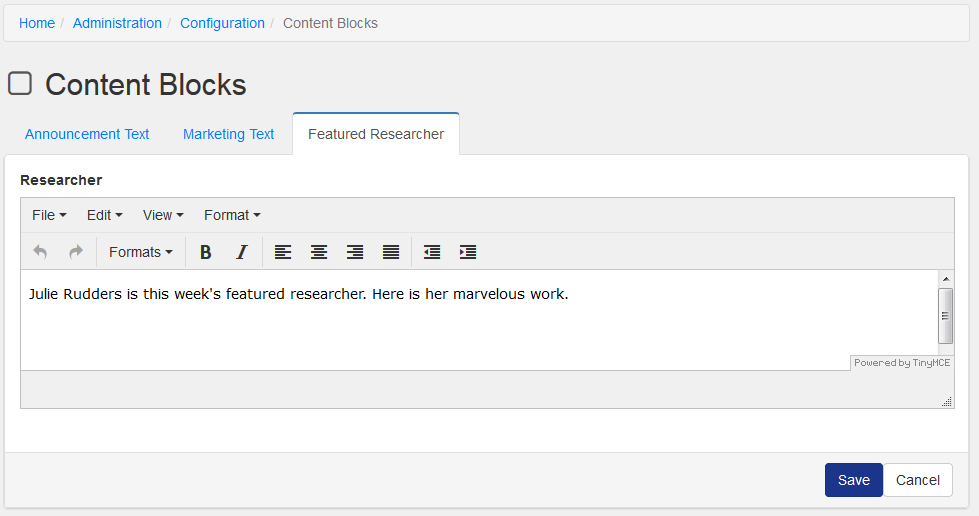 Home / Administration / Configuration / Content Blocks
Content Blocks
Announcement Text Marketing Text Featured Researcher
Researcher
File Edit View Format
Formats B I
Julie Rudders is this week's featured researcher. Here is her marvelous work.
Powered by TinyMCE
Save Cancel